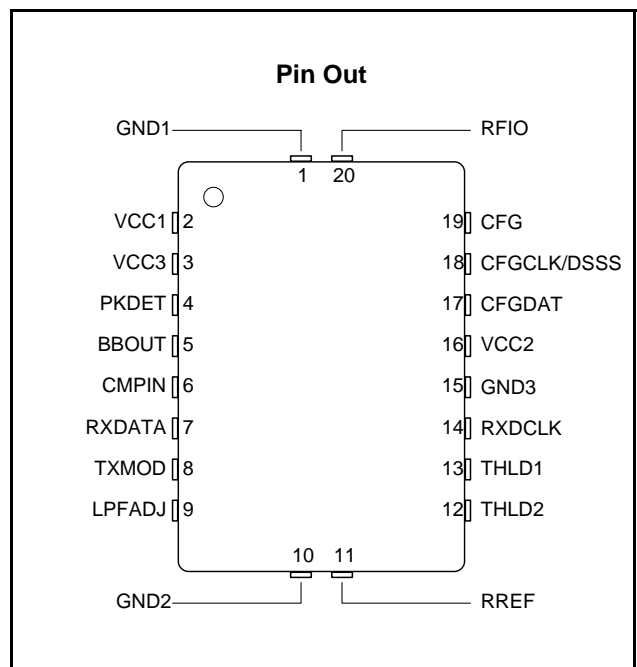 Pin Out
GND1 RFIO
1 20
VCC1 2 19 CFG
VCC3 3 18 CFGCLK/DSSS
PKDET 4 17 CFGDAT
BBOUT 5 16 VCC2
CMPIN 6 15 GND3
RXDATA 7 14 RXDCLK
TXMOD 8 13 THLD1
LPFADJ 9 12 THLD2
10 11
GND2 RREF